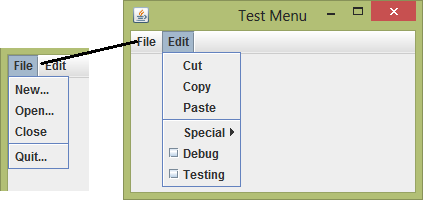 Test Menu
File Edit
Cut
Copy
Paste
Special
Debug
Testing
File Edit
New...
Open...
Close
Quit...